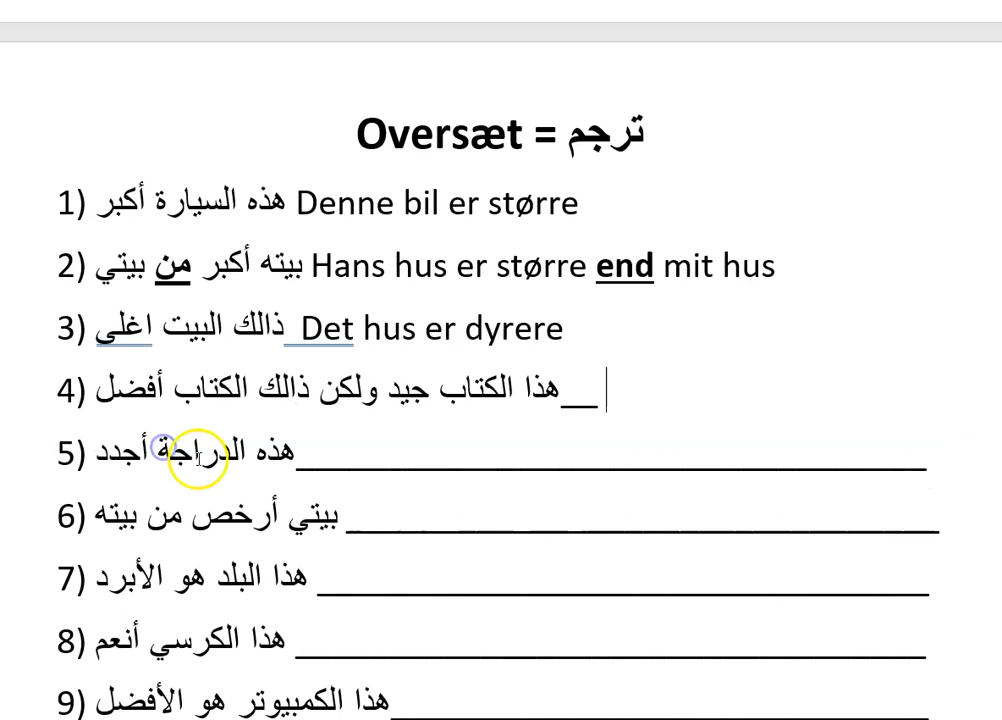 Oversæt = ترجم
1) هذه السيارة أكبر Denne bil er større
2) بيته أكبر من بيتي Hans hus er større end mit hus
3) ذالك البيت اغلى Det hus er dyrere
4) هذا الكتاب جيد ولكن ذالك الكتاب أفضل
5) هذه الدراجة أجدد
6) بيتي أرخص من بيته
7) هذا البلد هو الأبرد
8) هذا الكرسي أنعم
9) هذا الكمبيوتر هو الأفضل